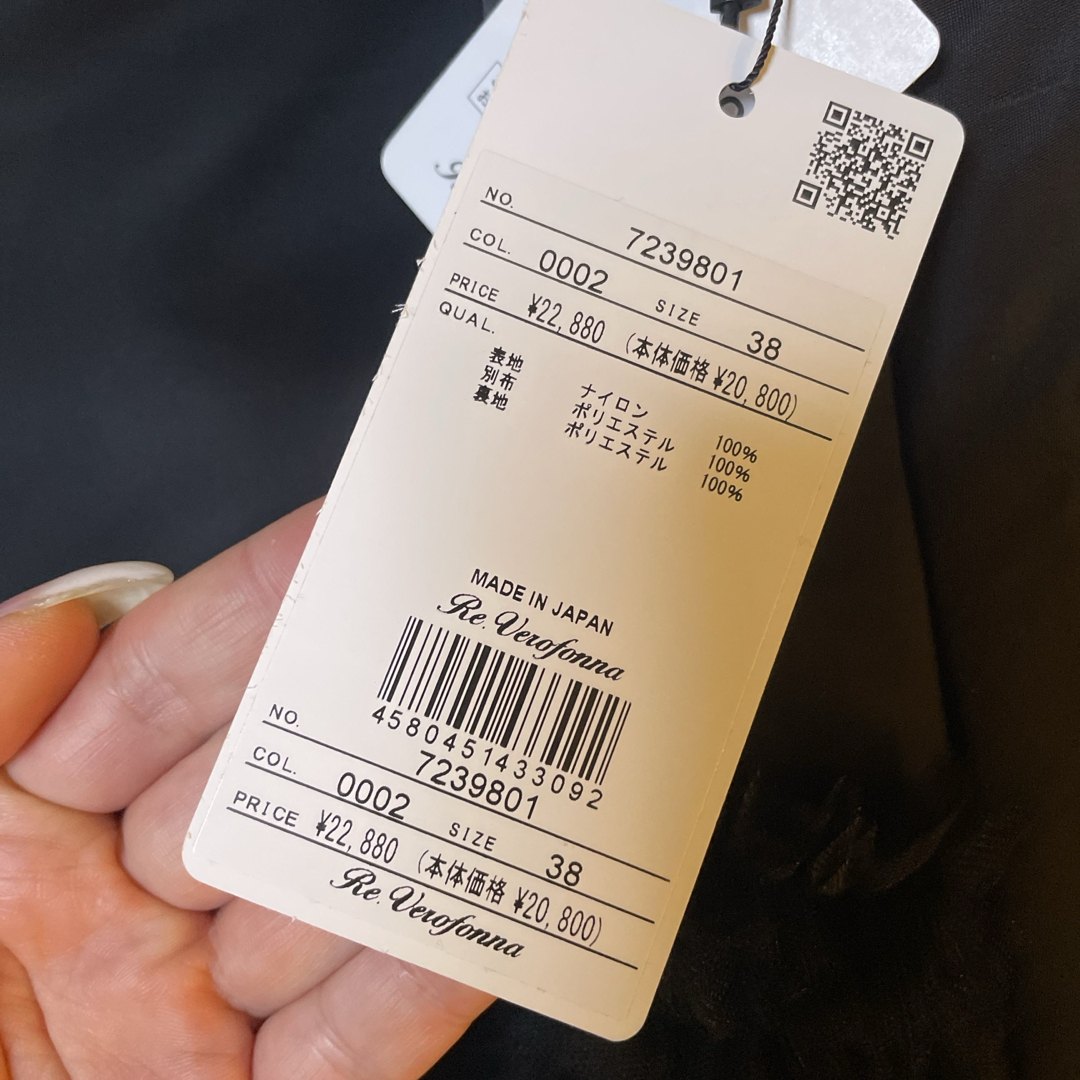 NO. 7239801
COL. 0002 SIZE 38
PRICE ¥22,880 (本体価格 ¥20,800)
QUAL.
表地 ナイロン 100%
別布 ポリエステル 100%
裏地 ポリエステル 100%
MADE IN JAPAN
Re. Verofonna
4580451433092
NO. 7239801
COL. 0002 SIZE 38
PRICE ¥22,880 (本体価格 ¥20,800)
Re. Verofonna